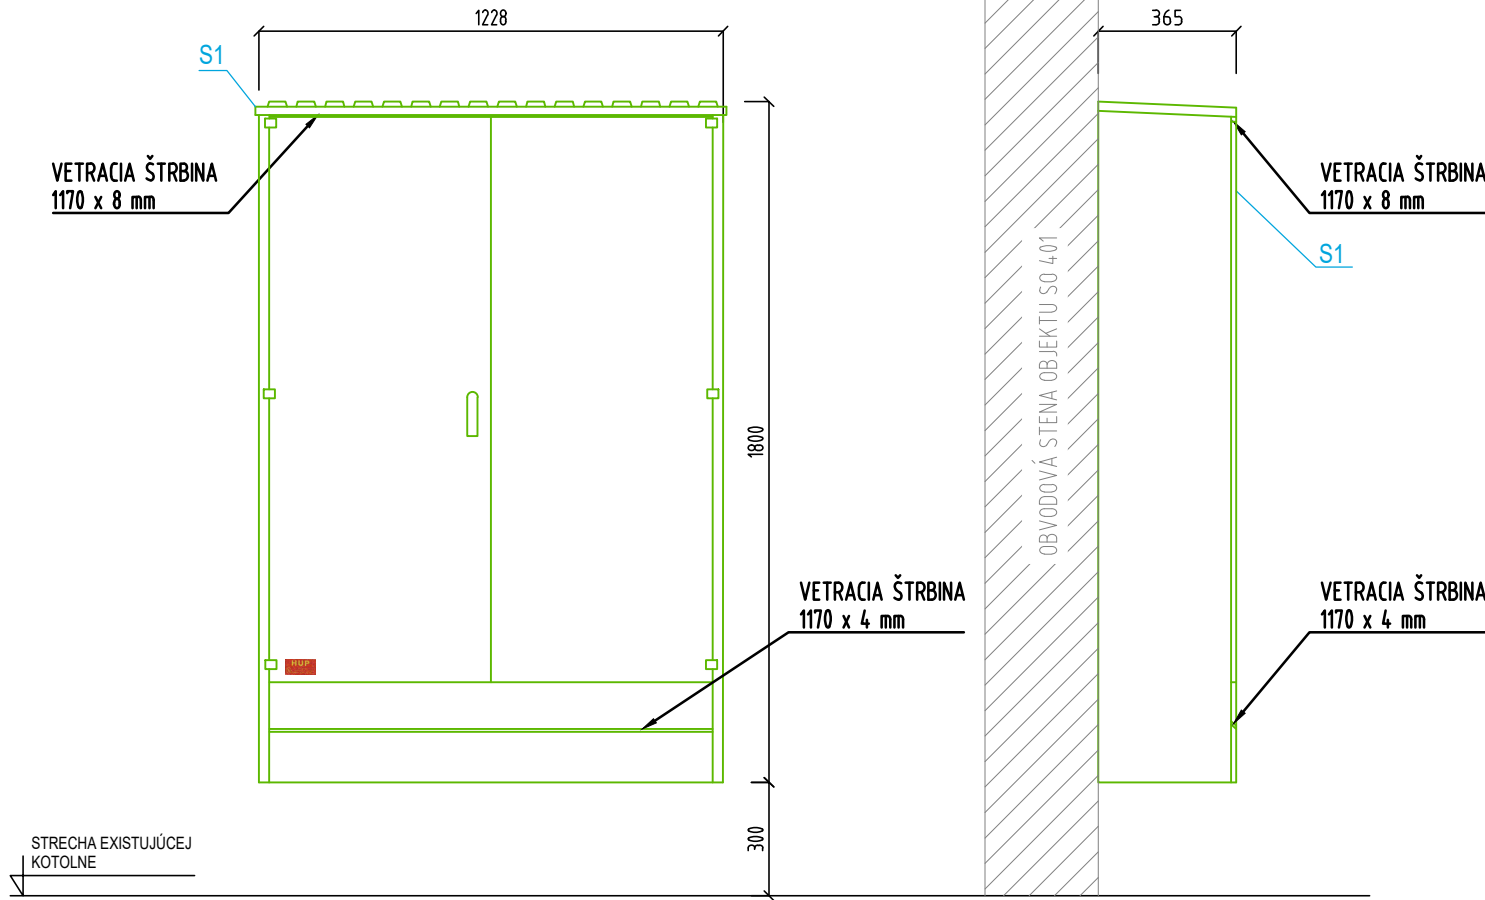 1228
365
S1
VETRACIA ŠTRBINA
1170 x 8 mm
VETRACIA ŠTRBINA
1170 x 8 mm
S1
OBVODOVÁ STENA OBJEKTU SO 401
1800
VETRACIA ŠTRBINA
1170 x 4 mm
VETRACIA ŠTRBINA
1170 x 4 mm
HUP
300
STRECHA EXISTUJÚCEJ
KOTOLNE